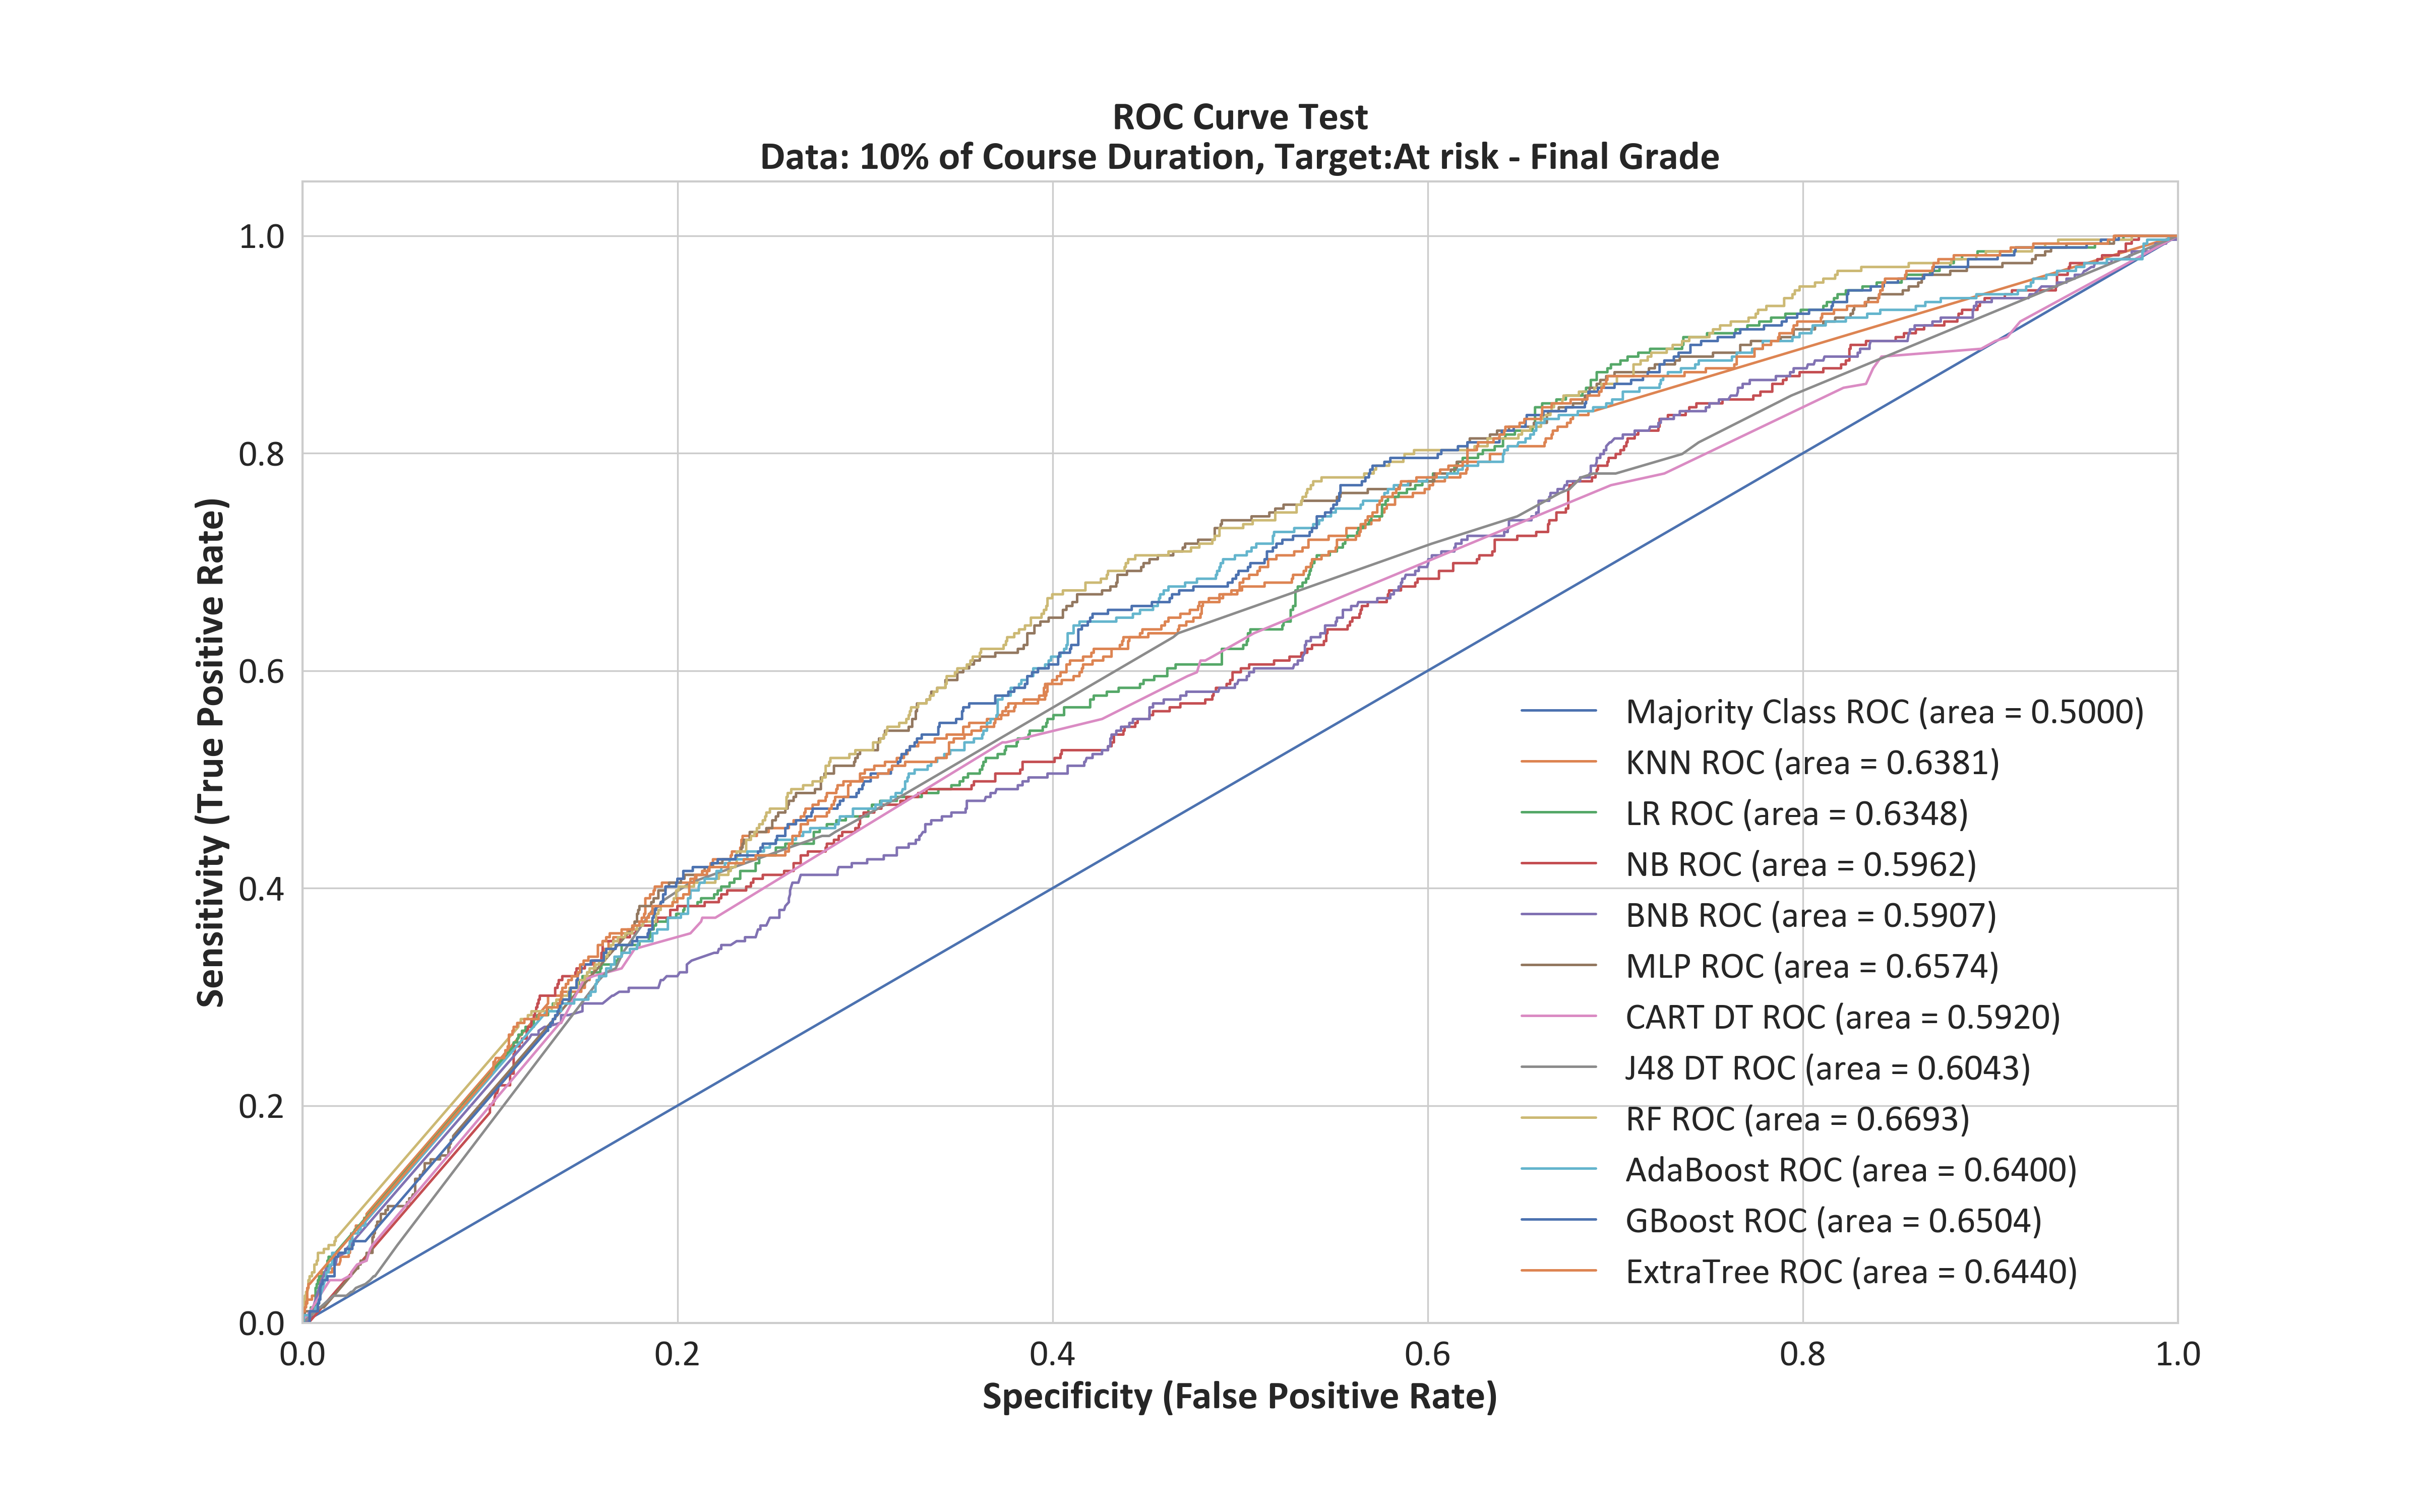 ROC Curve Test
Data: 10% of Course Duration, Target:At risk - Final Grade
Sensitivity (True Positive Rate)
1.0
0.8
0.6
0.4
0.2
0.0
0.0 0.2 0.4 0.6 0.8 1.0
Specificity (False Positive Rate)
Majority Class ROC (area = 0.5000)
KNN ROC (area = 0.6381)
LR ROC (area = 0.6348)
NB ROC (area = 0.5962)
BNB ROC (area = 0.5907)
MLP ROC (area = 0.6574)
CART DT ROC (area = 0.5920)
J48 DT ROC (area = 0.6043)
RF ROC (area = 0.6693)
AdaBoost ROC (area = 0.6400)
GBoost ROC (area = 0.6504)
ExtraTree ROC (area = 0.6440)